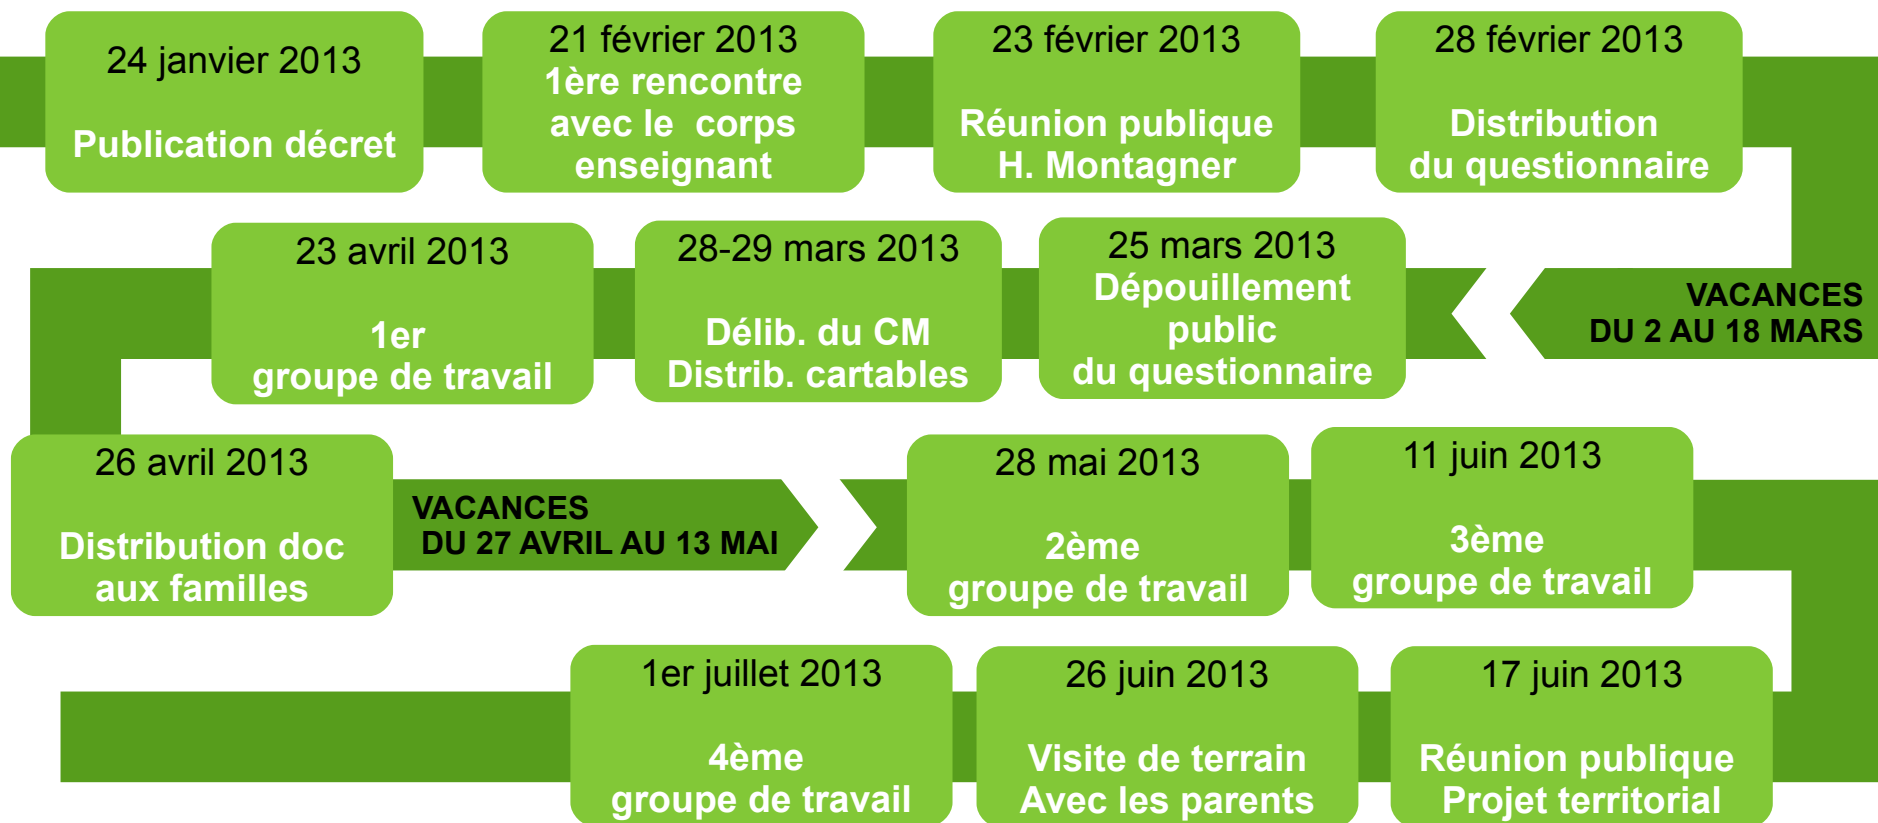 24 janvier 2013
Publication décret
21 février 2013
1ère rencontre
avec le corps
enseignant
23 février 2013
Réunion publique
H. Montagner
28 février 2013
Distribution
du questionnaire
VACANCES
DU 2 AU 18 MARS
25 mars 2013
Dépouillement
public
du questionnaire
28-29 mars 2013
Délib. du CM
Distrib. cartables
23 avril 2013
1er
groupe de travail
26 avril 2013
Distribution doc
aux familles
VACANCES
DU 27 AVRIL AU 13 MAI
28 mai 2013
2ème
groupe de travail
11 juin 2013
3ème
groupe de travail
17 juin 2013
Réunion publique
Projet territorial
26 juin 2013
Visite de terrain
Avec les parents
1er juillet 2013
4ème
groupe de travail